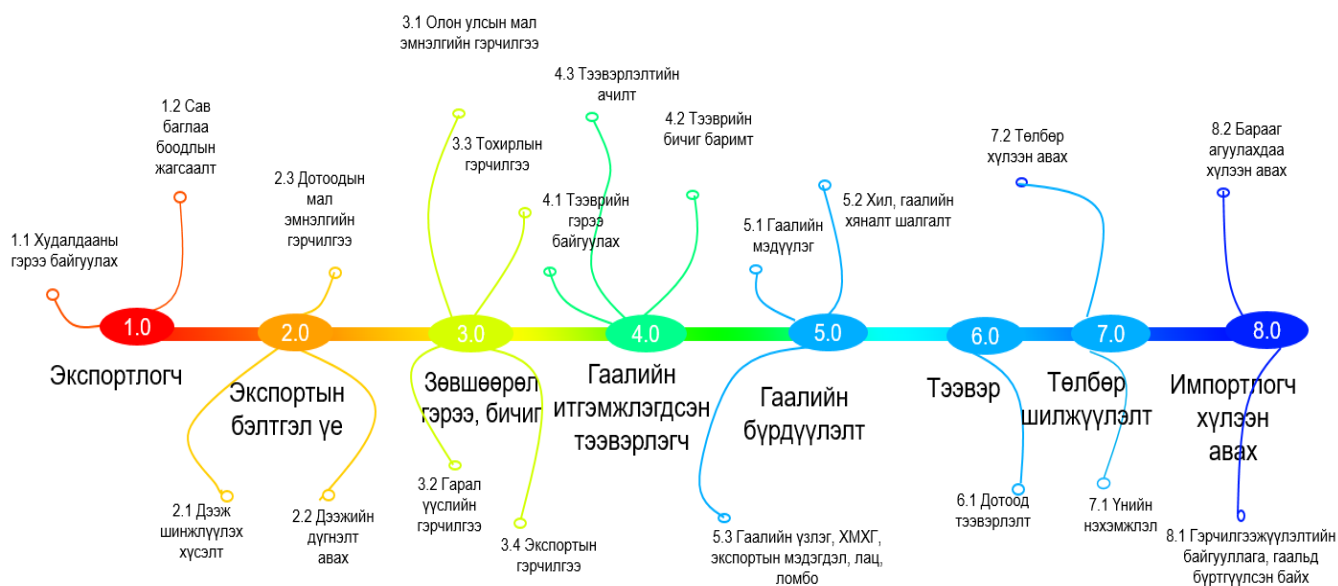 1.1 Худалдааны
гэрээ байгуулах
1.2 Сав
баглаа
боодлын
жагсаалт
1.0
Экспортлогч
2.3 Дотоодын
мал
эмнэлгийн
гэрчилгээ
2.0
Экспортын
бэлтгэл үе
2.1 Дээж
шинжлүүлэх
хүсэлт
2.2 Дээжийн
дүгнэлт
авах
3.1 Олон улсын мал
эмнэлгийн гэрчилгээ
3.3 Тохирлын
гэрчилгээ
3.0
Зөвшөөрөл
гэрээ, бичиг
3.2 Гарал
үүслийн
гэрчилгээ
3.4 Экспортын
гэрчилгээ
4.3 Тээвэрлэлтийн
ачилт
4.2 Тээврийн
бичиг баримт
4.1 Тээврийн
гэрээ
байгуулах
4.0
Гаалийн
итгэмжлэгдсэн
тээвэрлэгч
5.1 Гаалийн
мэдүүлэг
5.2 Хил, гаалийн
хяналт шалгалт
5.0
Гаалийн
бүрдүүлэлт
5.3 Гаалийн үзлэг, ХМХГ,
экспортын мэдэгдэл, лац,
ломбо
6.0
Тээвэр
6.1 Дотоод
тээвэрлэлт
7.2 Төлбөр
хүлээн авах
7.0
Төлбөр
шилжүүлэлт
7.1 Үнийн
нэхэмжлэл
8.2 Барааг
агуулахдаа
хүлээн авах
8.0
Импортлогч
хүлээн
авах
8.1 Гэрчилгээжүүлэлтийн
байгууллага, гаальд
бүртгүүлсэн байх